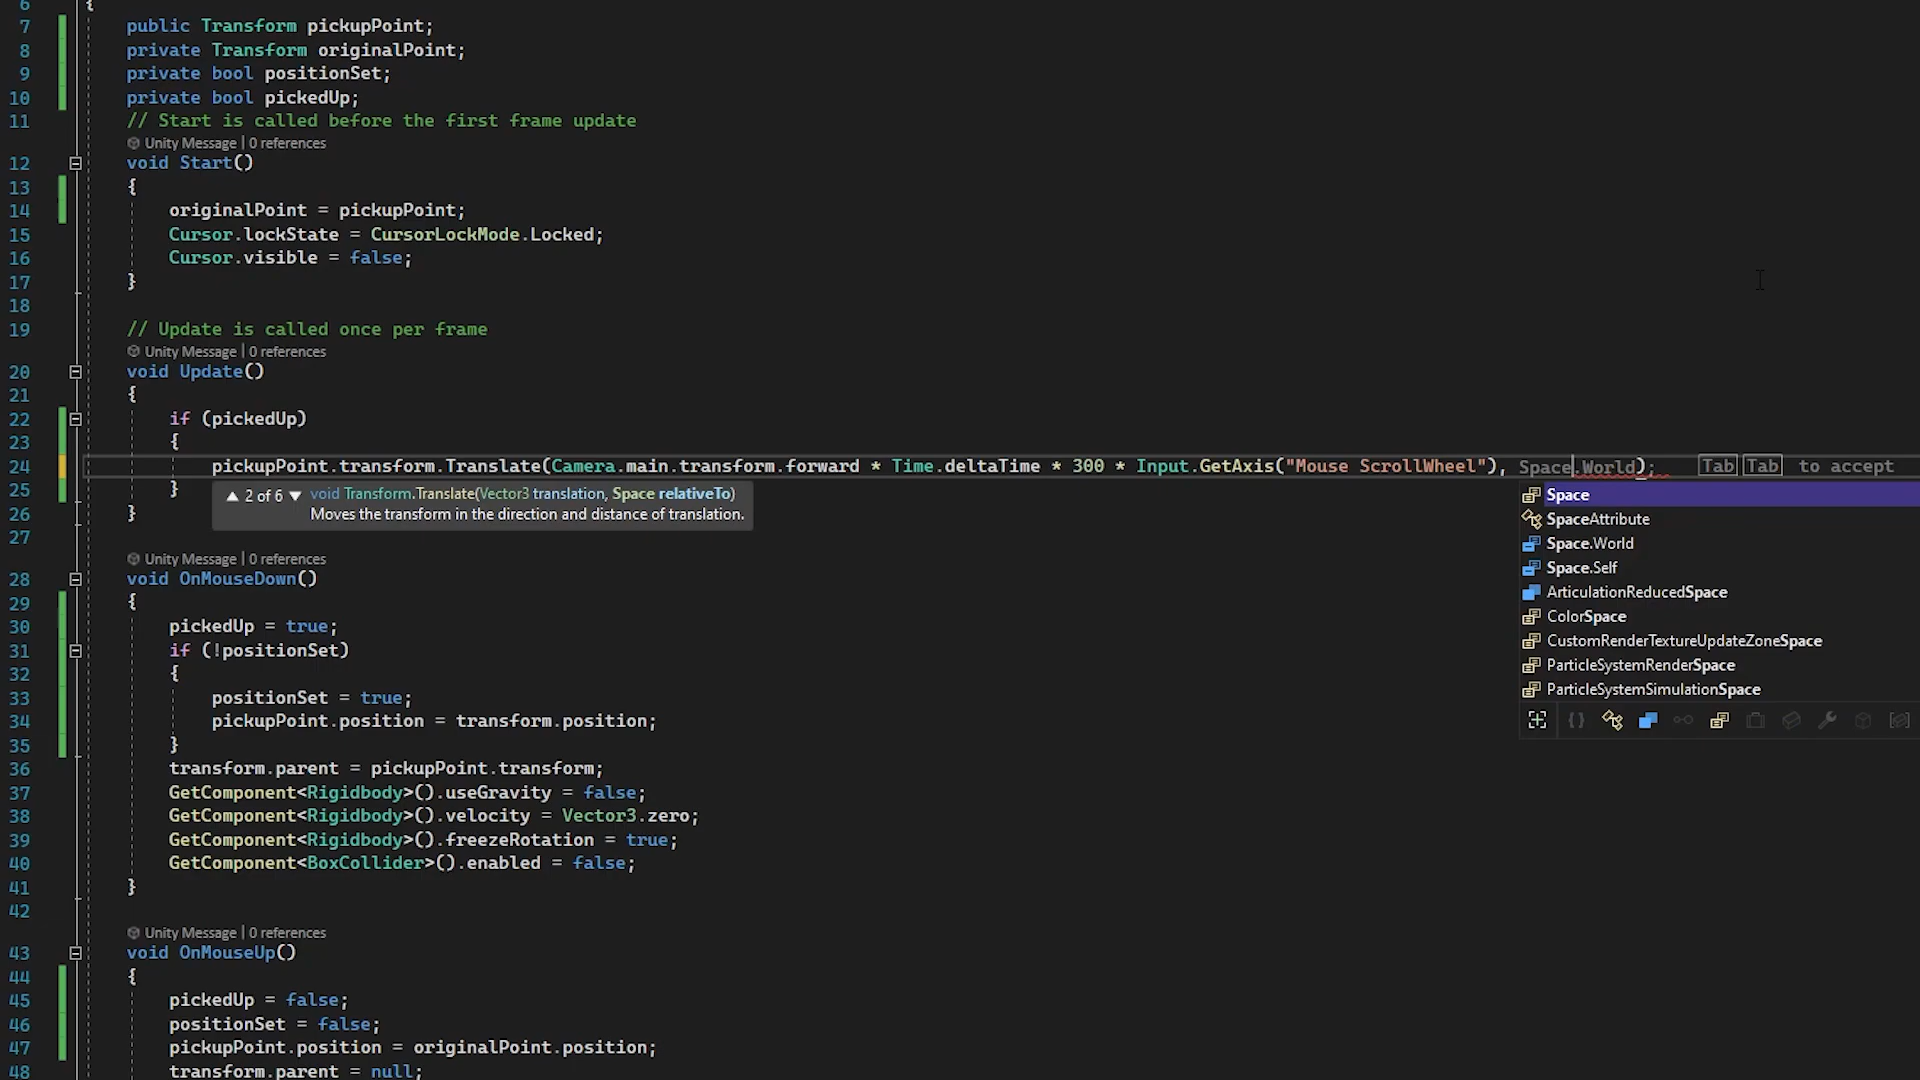 6 {
7 public Transform pickupPoint;
8 private Transform originalPoint;
9 private bool positionSet;
10 private bool pickedUp;
11 // Start is called before the first frame update
Unity Message | 0 references
12 void Start()
13 {
14 originalPoint = pickupPoint;
15 Cursor.lockState = CursorLockMode.Locked;
16 Cursor.visible = false;
17 }
18
19 // Update is called once per frame
Unity Message | 0 references
20 void Update()
21 {
22 if (pickedUp)
23 {
24 pickupPoint.transform.Translate(Camera.main.transform.forward * Time.deltaTime * 300 * Input.GetAxis("Mouse ScrollWheel"), Space.World); Tab Tab to accept
25 }
▲ 2 of 6 ▼ void Transform.Translate(Vector3 translation, Space relativeTo)
Moves the transform in the direction and distance of translation.
Space
SpaceAttribute
Space.World
Space.Self
ArticulationReducedSpace
ColorSpace
CustomRenderTextureUpdateZoneSpace
ParticleSystemRenderSpace
ParticleSystemSimulationSpace
26 }
27
Unity Message | 0 references
28 void OnMouseDown()
29 {
30 pickedUp = true;
31 if (!positionSet)
32 {
33 positionSet = true;
34 pickupPoint.position = transform.position;
35 }
36 transform.parent = pickupPoint.transform;
37 GetComponent<Rigidbody>().useGravity = false;
38 GetComponent<Rigidbody>().velocity = Vector3.zero;
39 GetComponent<Rigidbody>().freezeRotation = true;
40 GetComponent<BoxCollider>().enabled = false;
41 }
42
Unity Message | 0 references
43 void OnMouseUp()
44 {
45 pickedUp = false;
46 positionSet = false;
47 pickupPoint.position = originalPoint.position;
48 transform.parent = null;